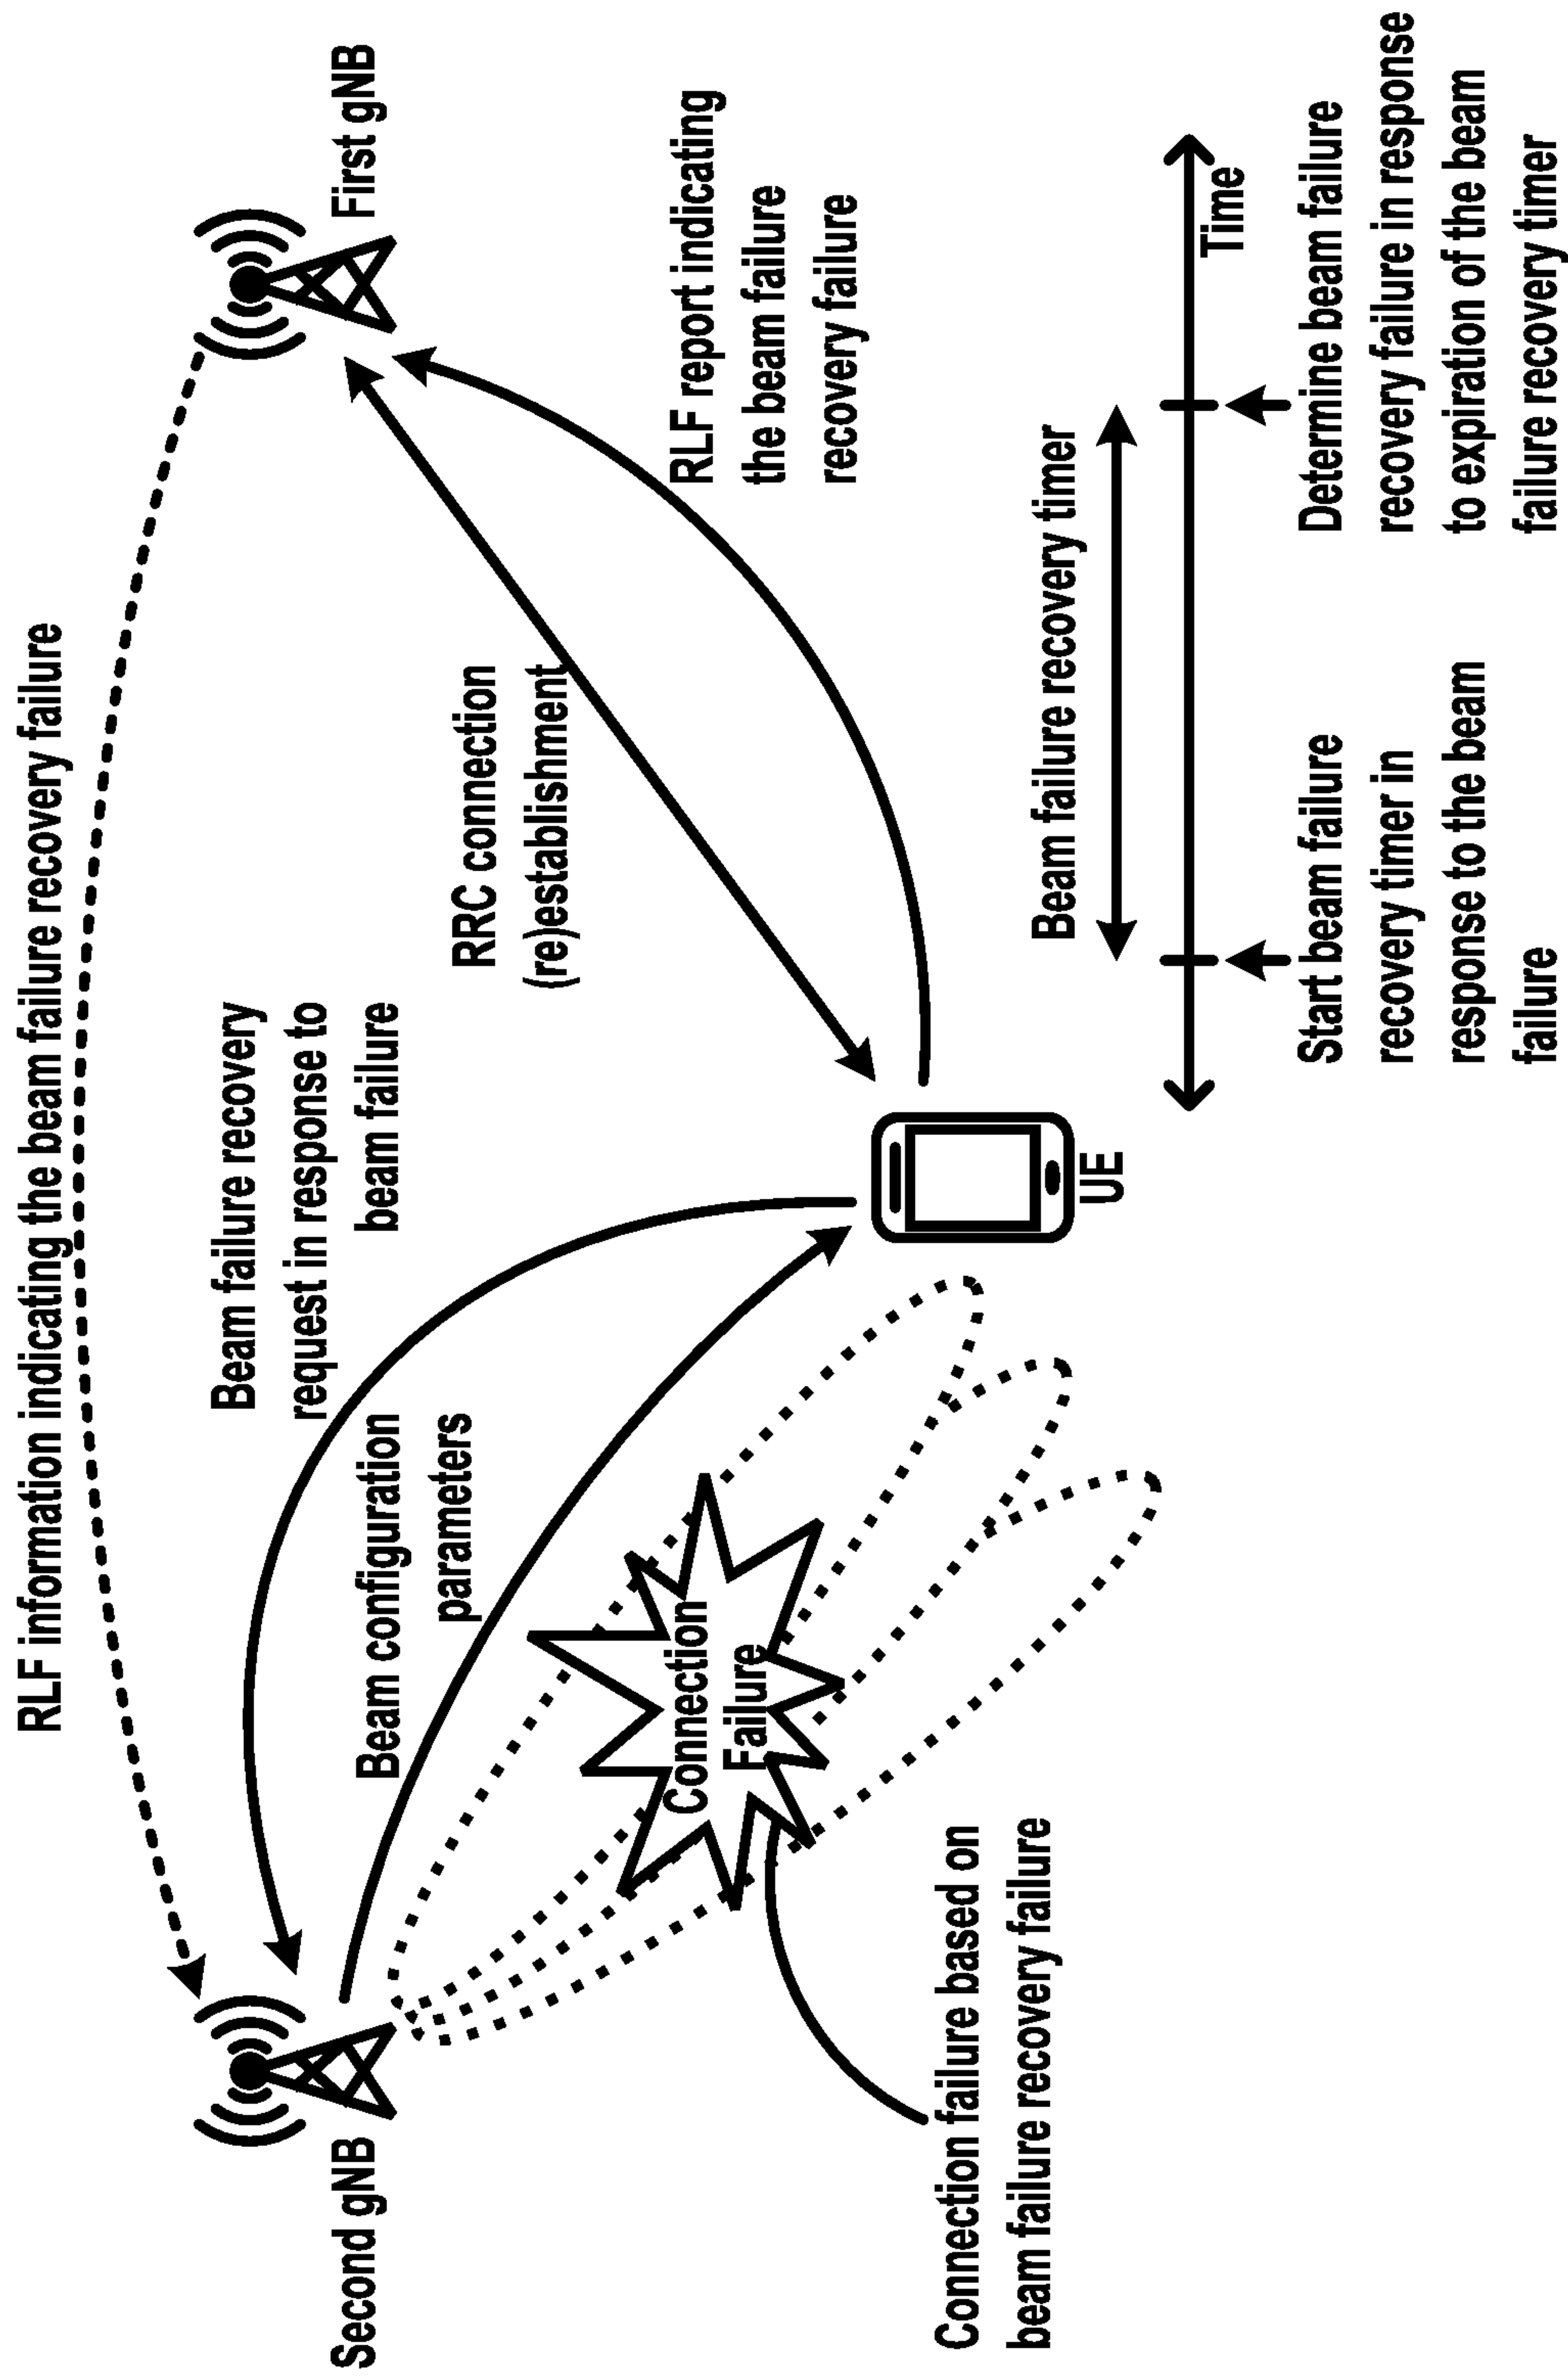 RLF information indicating the beam failure recovery failure
Second gNB
First gNB
Beam failure recovery
request in response to
beam failure
Beam configuration
parameters
RRC connection
(re)establishment
RLF report indicating
the beam failure
recovery failure
Connection
Failure
Connection failure based on
beam failure recovery failure
UE
Beam failure recovery timer
Time
Start beam failure
recovery timer in
response to the beam
failure
Determine beam failure
recovery failure in response
to expiration of the beam
failure recovery timer